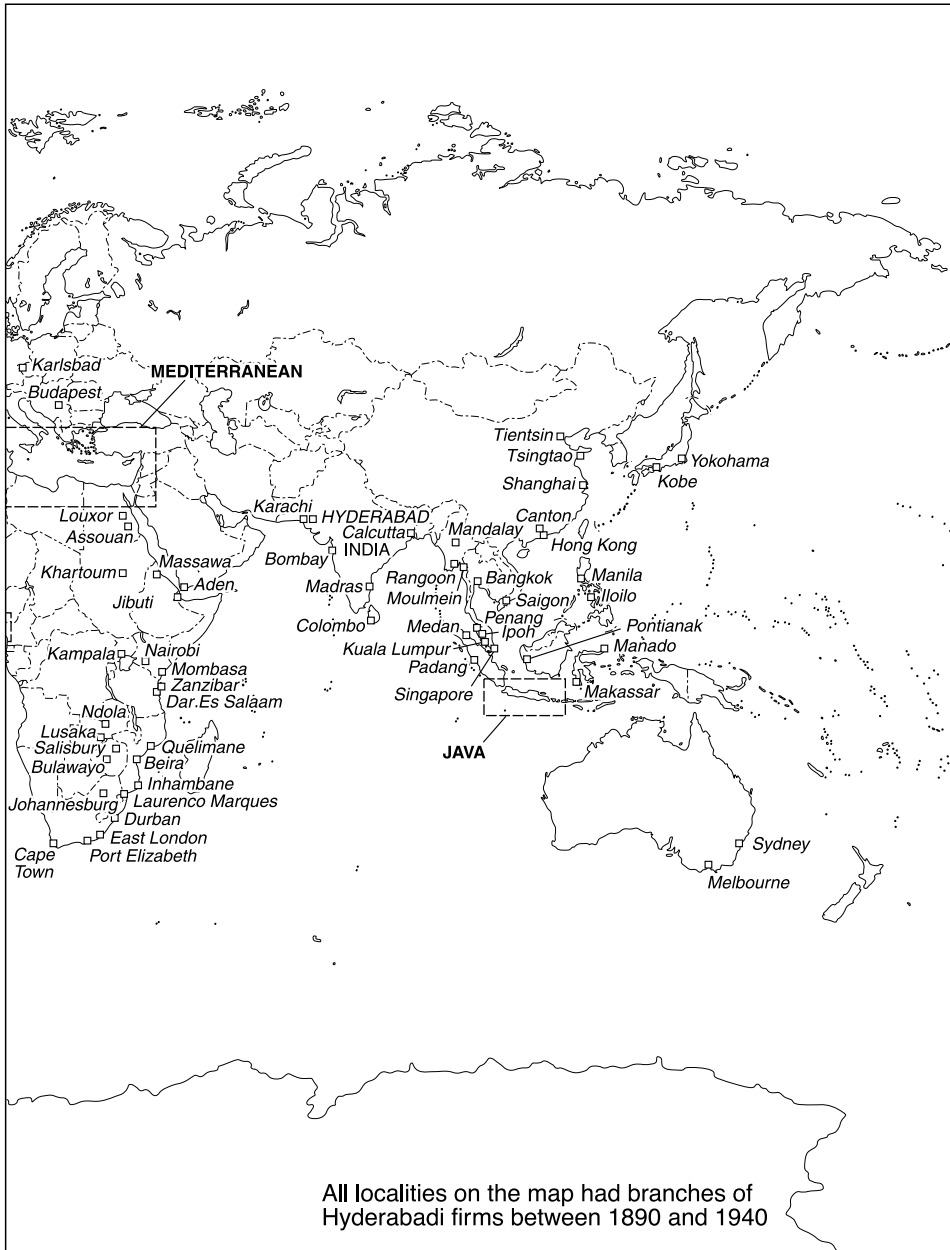 Karlsbad
MEDITERRANEAN
Budapest
Tientsin
Tsingtao
Yokohama
Kobe
Shanghai
Karachi
HYDERABAD
Louxor
Assouan
Calcutta
INDIA
Mandalay
Canton
Hong Kong
Bombay
Massawa
Khartoum
Aden
Jibuti
Madras
Rangoon
Moulmein
Bangkok
Saigon
Manila
Iloilo
Colombo
Penang
Medan
Ipoh
Pontianak
Kuala Lumpur
Mañado
Padang
Singapore
Makassar
Kampala
Nairobi
Mombasa
Zanzibar
Dar.Es Salaam
JAVA
Ndola
Lusaka
Salisbury
Bulawayo
Quelimane
Beira
Inhambane
Johannesburg
Laurenco Marques
Durban
East London
Port Elizabeth
Cape
Town
Sydney
Melbourne
All localities on the map had branches of
Hyderabadi firms between 1890 and 1940